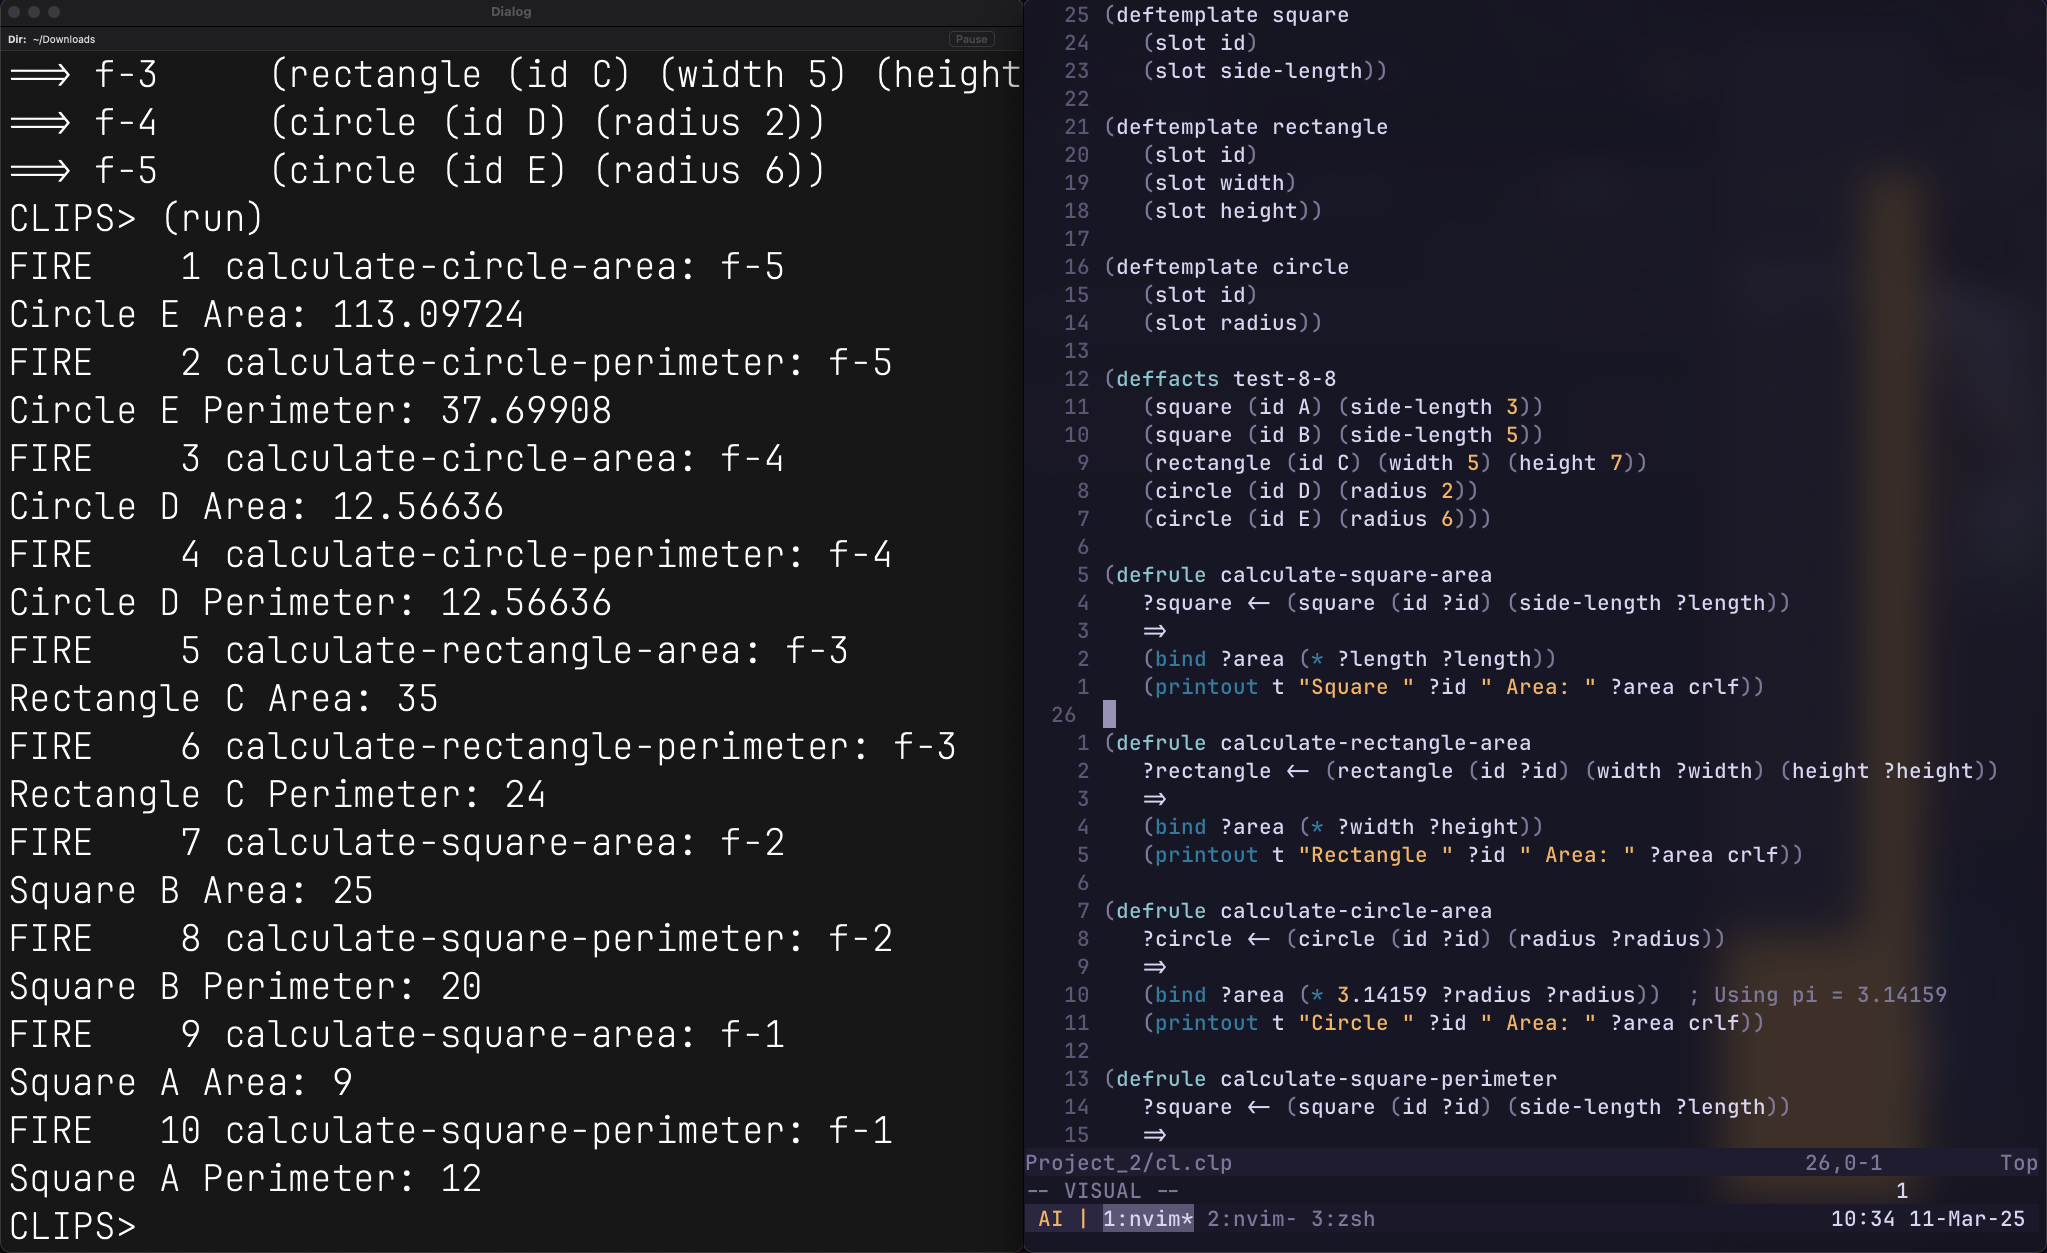 Dialog
Dir: ~/Downloads
Pause
==> f-3 (rectangle (id C) (width 5) (height
==> f-4 (circle (id D) (radius 2))
==> f-5 (circle (id E) (radius 6))
CLIPS> (run)
FIRE 1 calculate-circle-area: f-5
Circle E Area: 113.09724
FIRE 2 calculate-circle-perimeter: f-5
Circle E Perimeter: 37.69908
FIRE 3 calculate-circle-area: f-4
Circle D Area: 12.56636
FIRE 4 calculate-circle-perimeter: f-4
Circle D Perimeter: 12.56636
FIRE 5 calculate-rectangle-area: f-3
Rectangle C Area: 35
FIRE 6 calculate-rectangle-perimeter: f-3
Rectangle C Perimeter: 24
FIRE 7 calculate-square-area: f-2
Square B Area: 25
FIRE 8 calculate-square-perimeter: f-2
Square B Perimeter: 20
FIRE 9 calculate-square-area: f-1
Square A Area: 9
FIRE 10 calculate-square-perimeter: f-1
Square A Perimeter: 12
CLIPS>
25 (deftemplate square
24 (slot id)
23 (slot side-length))
22
21 (deftemplate rectangle
20 (slot id)
19 (slot width)
18 (slot height))
17
16 (deftemplate circle
15 (slot id)
14 (slot radius))
13
12 (deffacts test-8-8
11 (square (id A) (side-length 3))
10 (square (id B) (side-length 5))
9 (rectangle (id C) (width 5) (height 7))
8 (circle (id D) (radius 2))
7 (circle (id E) (radius 6)))
6
5 (defrule calculate-square-area
4 ?square <- (square (id ?id) (side-length ?length))
3 =>
2 (bind ?area (* ?length ?length))
1 (printout t "Square " ?id " Area: " ?area crlf))
26
1 (defrule calculate-rectangle-area
2 ?rectangle <- (rectangle (id ?id) (width ?width) (height ?height))
3 =>
4 (bind ?area (* ?width ?height))
5 (printout t "Rectangle " ?id " Area: " ?area crlf))
6
7 (defrule calculate-circle-area
8 ?circle <- (circle (id ?id) (radius ?radius))
9 =>
10 (bind ?area (* 3.14159 ?radius ?radius)) ; Using pi = 3.14159
11 (printout t "Circle " ?id " Area: " ?area crlf))
12
13 (defrule calculate-square-perimeter
14 ?square <- (square (id ?id) (side-length ?length))
15 =>
Project_2/cl.clp 26,0-1 Top
-- VISUAL -- 1
AI | 1:nvim* 2:nvim- 3:zsh 10:34 11-Mar-25